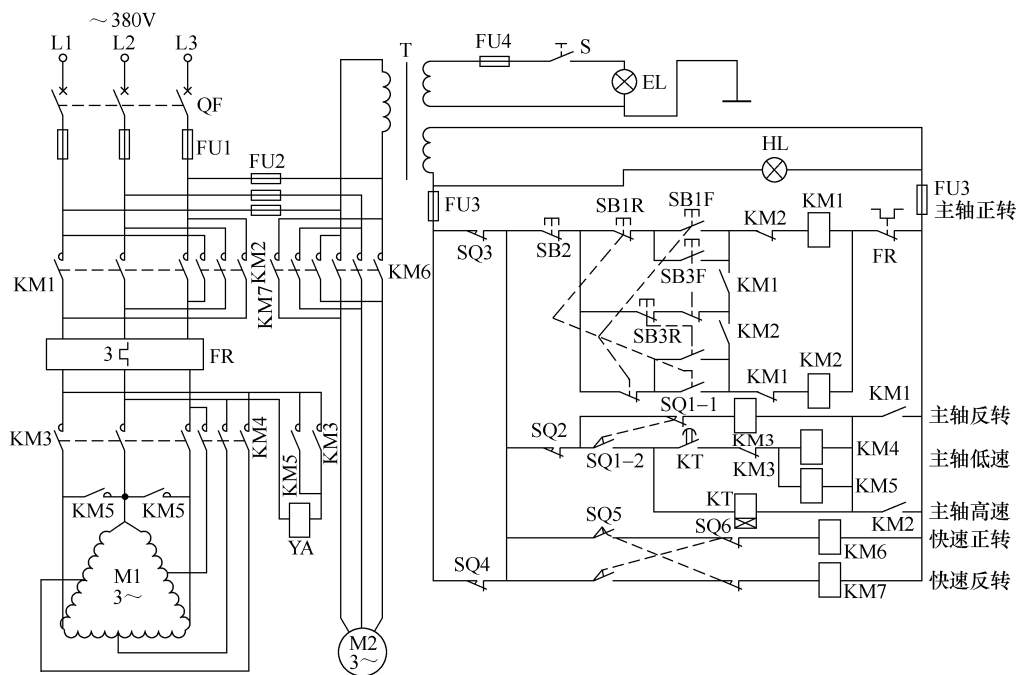 ～380V
L1 L2 L3
T
FU4
S
EL
QF
FU1
FU2
HL
FU3
FU3
主轴正转
SB1R
SB1F
KM2
KM1
SQ3
SB2
SB3F
FR
KM1
KM2
KM7
KM6
KM1
SB3R
KM2
3
FR
KM1
KM2
KM1
主轴反转
SQ1-1
KM3
KM4
KM5
KM3
SQ2
SQ1-2
KT
KM3
KM3
KM4
主轴低速
KM5
KM5
KM5
YA
KT
KM2
主轴高速
SQ5
SQ6
KM6
快速正转
M1
3～
SQ4
KM7
快速反转
M2
3～